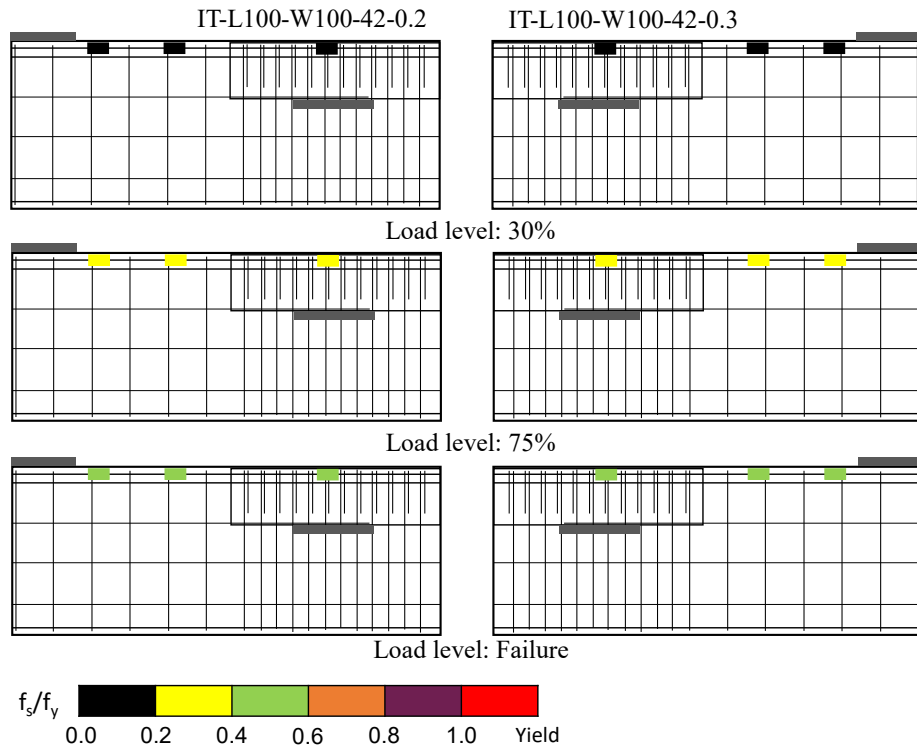 IT-L100-W100-42-0.2 IT-L100-W100-42-0.3
Load level: 30%
Load level: 75%
Load level: Failure
fs/fy
0.0 0.2 0.4 0.6 0.8 1.0 Yield